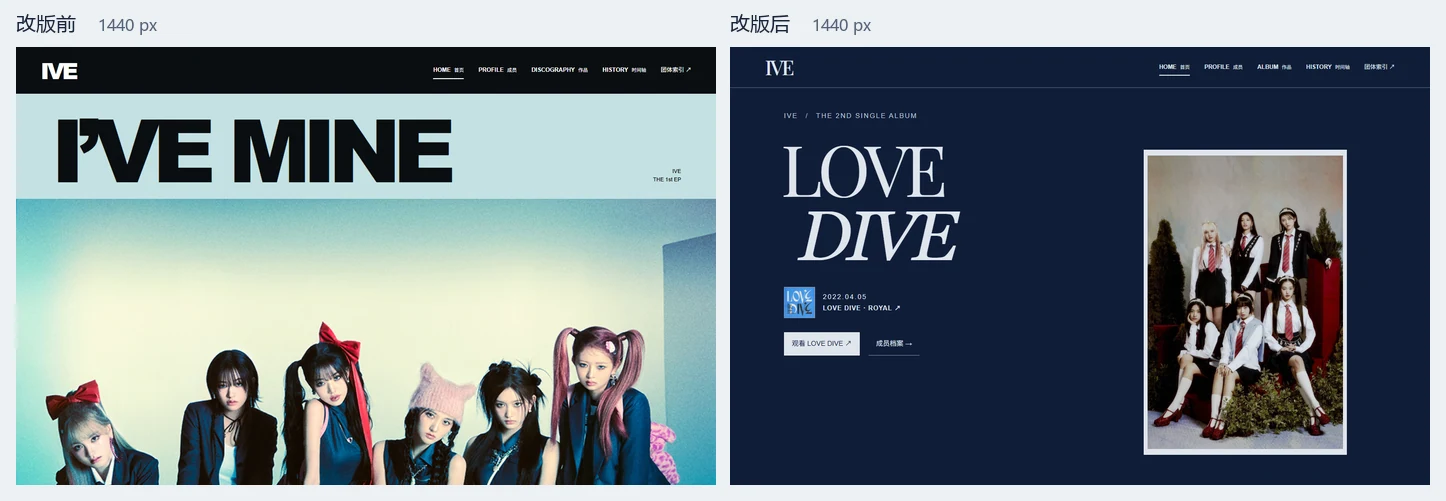 改版前 1440 px
IVE
HOME 首页 PROFILE 成员 DISCOGRAPHY 作品 HISTORY 时间轴 团体索引 ↗
I'VE MINE
IVE
THE 1st EP
改版后 1440 px
IVE
HOME 首页 PROFILE 成员 ALBUM 作品 HISTORY 时间轴 团体索引 ↗
IVE / THE 2ND SINGLE ALBUM
LOVE
DIVE
LOVE
DIVE
2022.04.05
LOVE DIVE · ROYAL ↗
观看 LOVE DIVE ↗ 成员档案 →